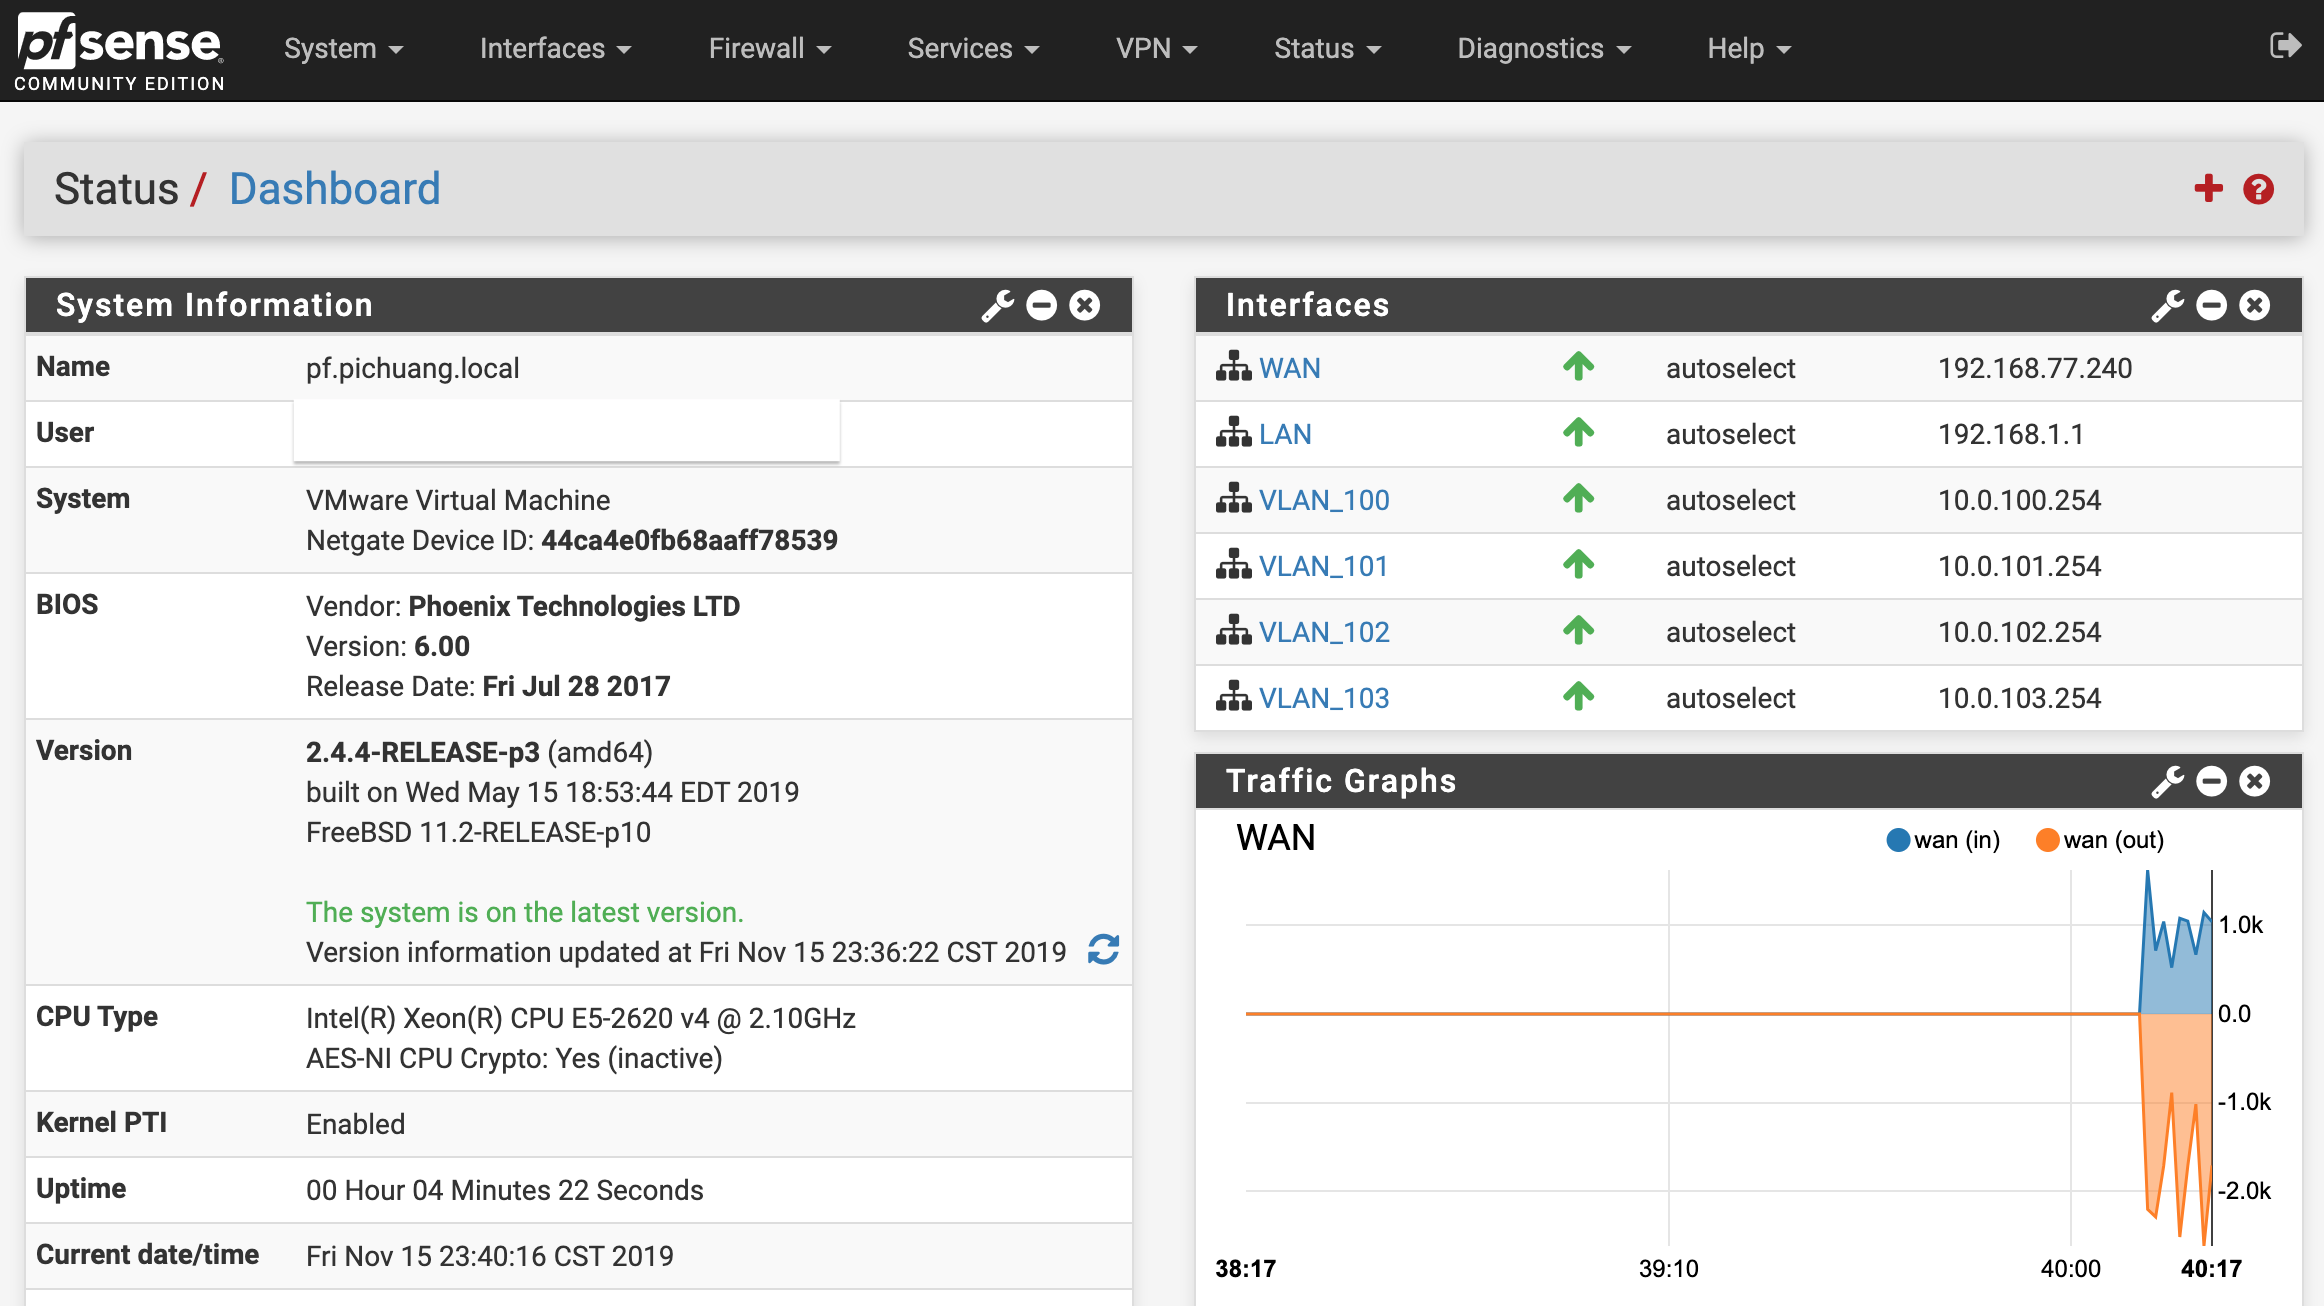 pfsense
COMMUNITY EDITION
System
Interfaces
Firewall
Services
VPN
Status
Diagnostics
Help
Status / Dashboard
System Information
Name pf.pichuang.local
User
System VMware Virtual Machine
Netgate Device ID: 44ca4e0fb68aaff78539
BIOS Vendor: Phoenix Technologies LTD
Version: 6.00
Release Date: Fri Jul 28 2017
Version 2.4.4-RELEASE-p3 (amd64)
built on Wed May 15 18:53:44 EDT 2019
FreeBSD 11.2-RELEASE-p10
The system is on the latest version.
Version information updated at Fri Nov 15 23:36:22 CST 2019
CPU Type Intel(R) Xeon(R) CPU E5-2620 v4 @ 2.10GHz
AES-NI CPU Crypto: Yes (inactive)
Kernel PTI Enabled
Uptime 00 Hour 04 Minutes 22 Seconds
Current date/time Fri Nov 15 23:40:16 CST 2019
Interfaces
WAN autoselect 192.168.77.240
LAN autoselect 192.168.1.1
VLAN_100 autoselect 10.0.100.254
VLAN_101 autoselect 10.0.101.254
VLAN_102 autoselect 10.0.102.254
VLAN_103 autoselect 10.0.103.254
Traffic Graphs
WAN
wan (in) wan (out)
1.0k
0.0
-1.0k
-2.0k
38:17 39:10 40:00 40:17